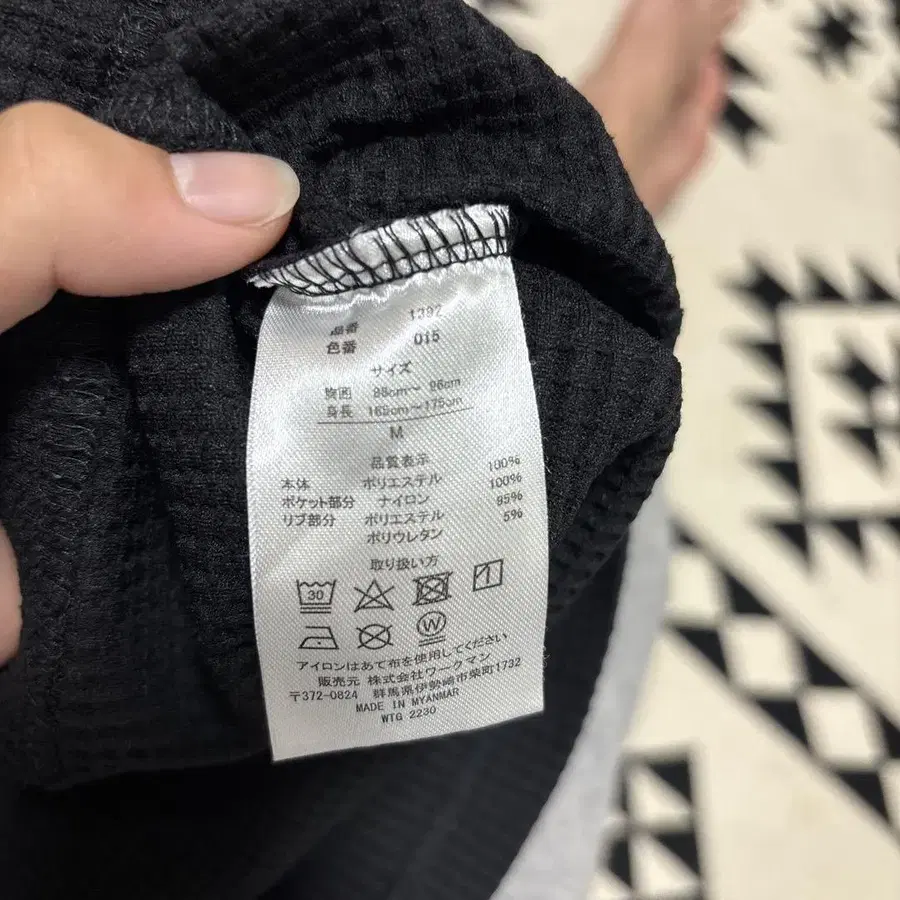 品番 1392
色番 015
サイズ
胸囲 88cm～ 96cm
身長 165cm～175cm
M
品質表示
本体 ポリエステル 100%
ポケット部分 ナイロン 100%
リブ部分 ポリエステル 95%
ポリウレタン 5%
取り扱い方
30
W
アイロンはあて布を使用してください
販売元 株式会社ワークマン
〒372-0824 群馬県伊勢崎市柴町1732
MADE IN MYANMAR
WTG 2230